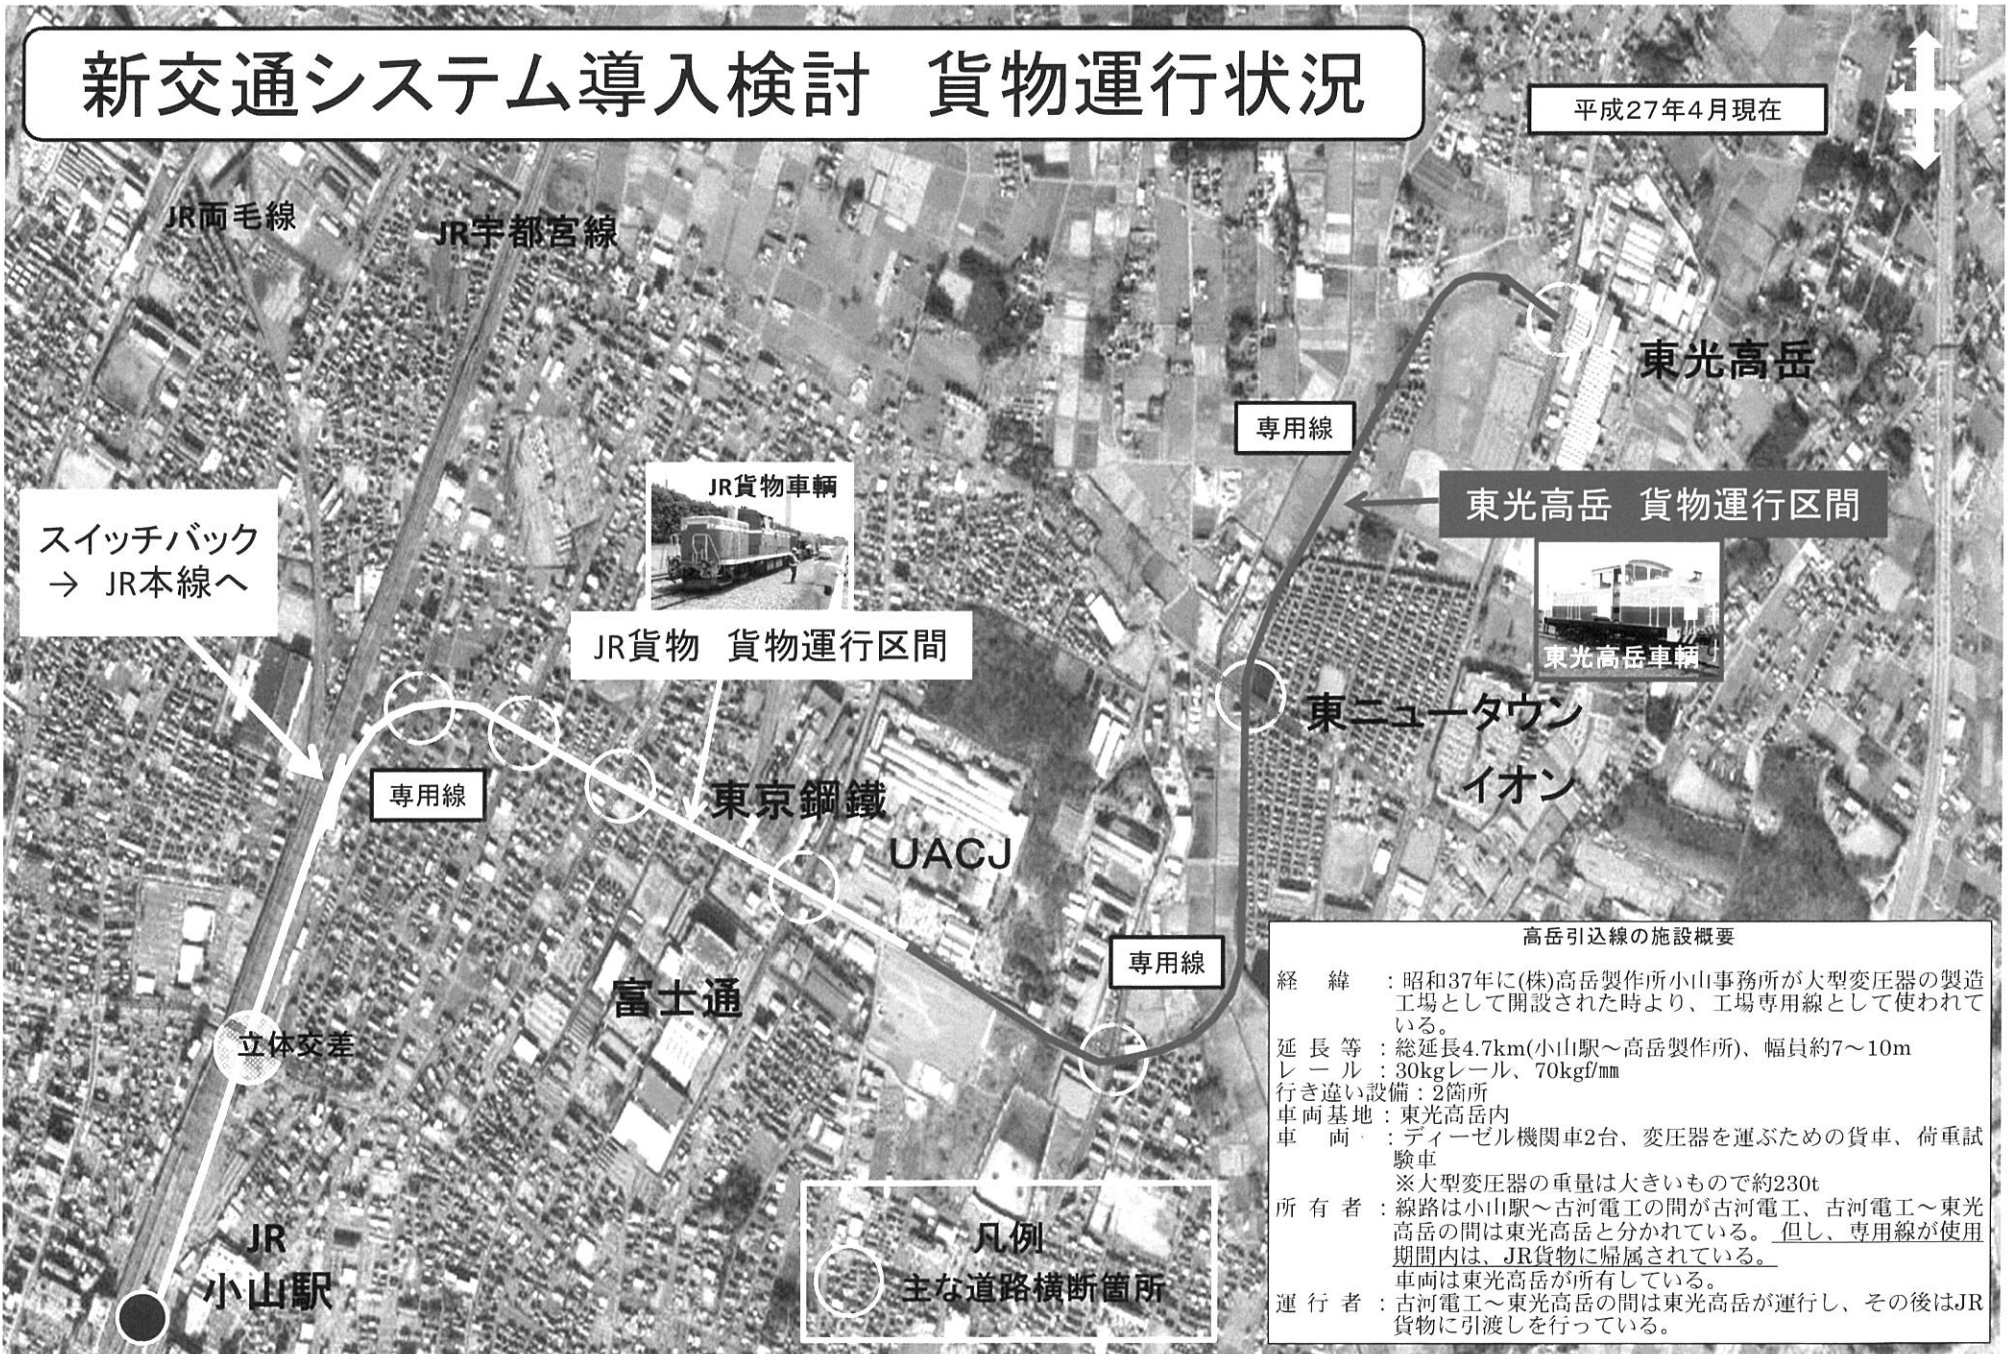 新交通システム導入検討　貨物運行状況
平成27年4月現在
JR両毛線
JR宇都宮線
東光高岳
専用線
スイッチバック
→ JR本線へ
JR貨物車輌
東光高岳　貨物運行区間
JR貨物　貨物運行区間
東光高岳車輌
東ニュータウン
イオン
専用線
東京鋼鐵
UACJ
専用線
富士通
立体交差
JR
小山駅
凡例
主な道路横断箇所
高岳引込線の施設概要
経　緯　：昭和37年に(株)高岳製作所小山事務所が大型変圧器の製造
工場として開設された時より、工場専用線として使われて
いる。
延 長 等 ：総延長4.7km(小山駅～高岳製作所)、幅員約7～10m
レ ー ル ：30kgレール、70kgf/㎜
行き違い設備：2箇所
車両基地：東光高岳内
車　両　：ディーゼル機関車2台、変圧器を運ぶための貨車、荷重試
験車
※大型変圧器の重量は大きいもので約230t
所 有 者 ：線路は小山駅～古河電工の間が古河電工、古河電工～東光
高岳の間は東光高岳と分かれている。但し、専用線が使用
期間内は、JR貨物に帰属されている。
車両は東光高岳が所有している。
運 行 者 ：古河電工～東光高岳の間は東光高岳が運行し、その後はJR
貨物に引渡しを行っている。